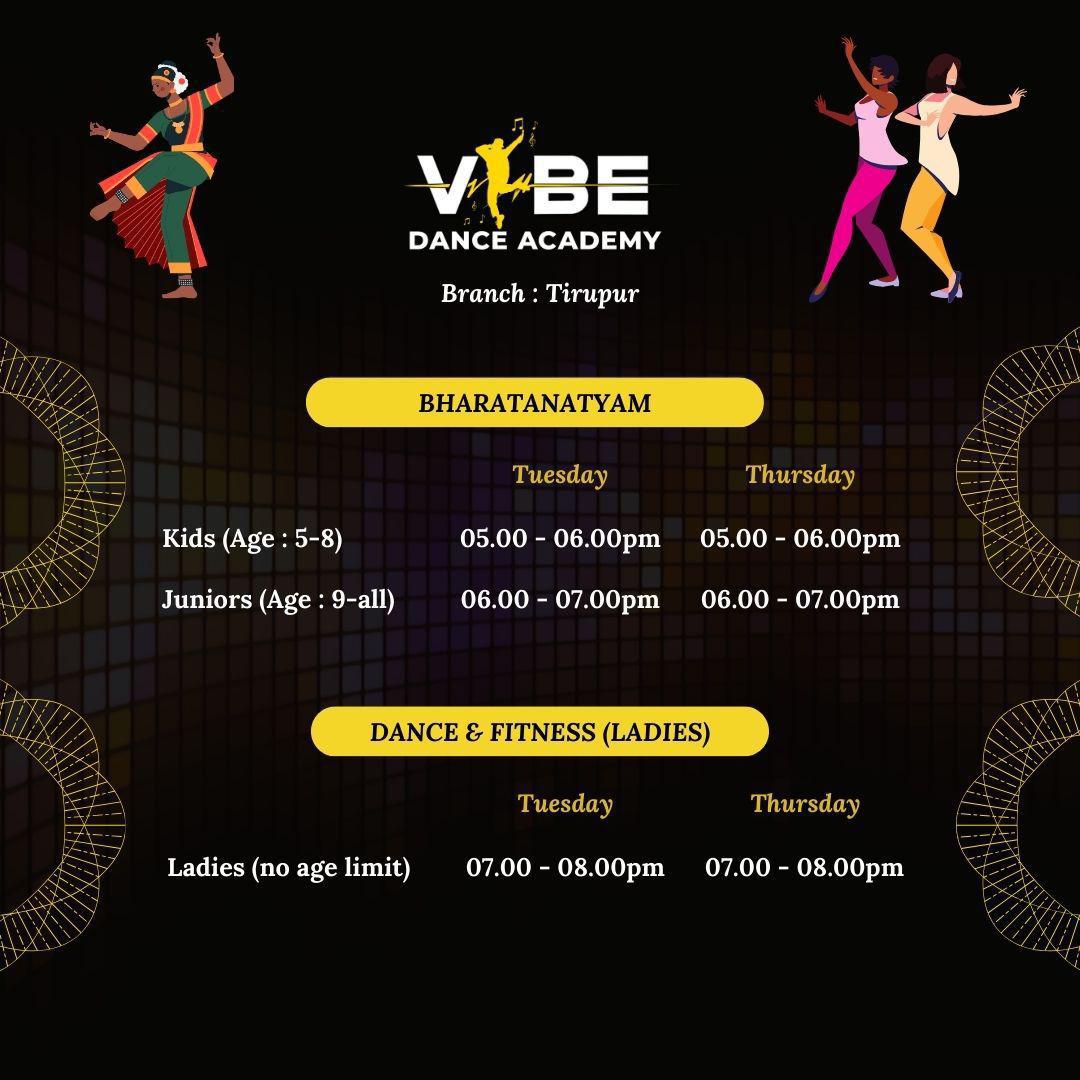 VIBE
DANCE ACADEMY
Branch : Tirupur
BHARATANATYAM
Tuesday Thursday
Kids (Age : 5-8) 05.00 - 06.00pm 05.00 - 06.00pm
Juniors (Age : 9-all) 06.00 - 07.00pm 06.00 - 07.00pm
DANCE & FITNESS (LADIES)
Tuesday Thursday
Ladies (no age limit) 07.00 - 08.00pm 07.00 - 08.00pm